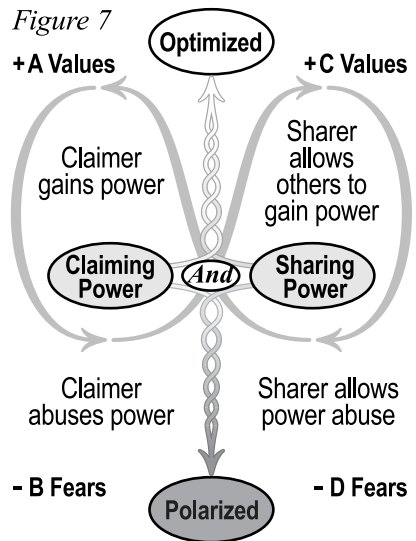 Figure 7
Optimized
+A Values
+C Values
Claimer
gains power
Sharer
allows
others to
gain power
Claiming
Power
And
Sharing
Power
Claimer
abuses power
Sharer allows
power abuse
– B Fears
– D Fears
Polarized